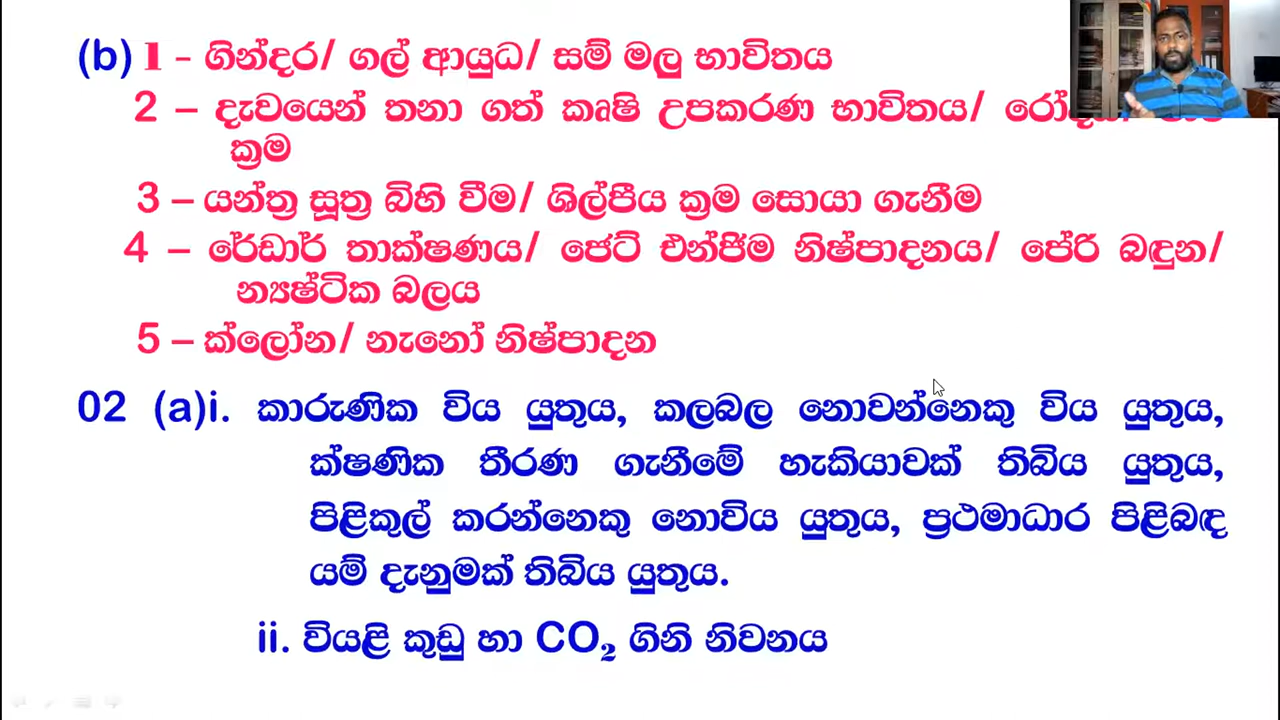 (b) 1 - ගින්දර/ ගල් ආයුධ/ සම් මලු භාවිතය
2 – දැවයෙන් තනා ගත් කෘෂි උපකරණ භාවිතය/
ක්‍රම
3 – යන්ත්‍ර සූත්‍ර බිහි වීම/ ශිල්පීය ක්‍රම සොයා ගැනීම
4 – රේඩාර් තාක්ෂණය/ ජෙට් එන්ජිම නිෂ්පාදනය/ පේරි බඳුන/
න්‍යෂ්ටික බලය
5 – ක්ලෝන/ නැනෝ නිෂ්පාදන
02 (a)i. කාරුණික විය යුතුය, කලබල නොවන්නෙකු විය යුතුය,
ක්ෂණික තීරණ ගැනීමේ හැකියාවක් තිබිය යුතුය,
පිළිකුල් කරන්නෙකු නොවිය යුතුය, ප්‍රථමාධාර පිළිබඳ
යම් දැනුමක් තිබිය යුතුය.
ii. වියළි කුඩු හා CO₂ ගිනි නිවනය